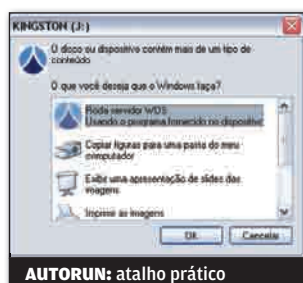 KINGSTON (J:)
O disco ou dispositivo contém mais de um tipo de
conteúdo
O que você deseja que o Windows faça?
Roda servidor WDS
Usando o programa fornecido no dispositivo
Copiar figuras para uma pasta do meu
computador
Exibe uma apresentação de slides das
imagens
Imprimir as imagens
OK
Cancelar
AUTORUN: atalho prático